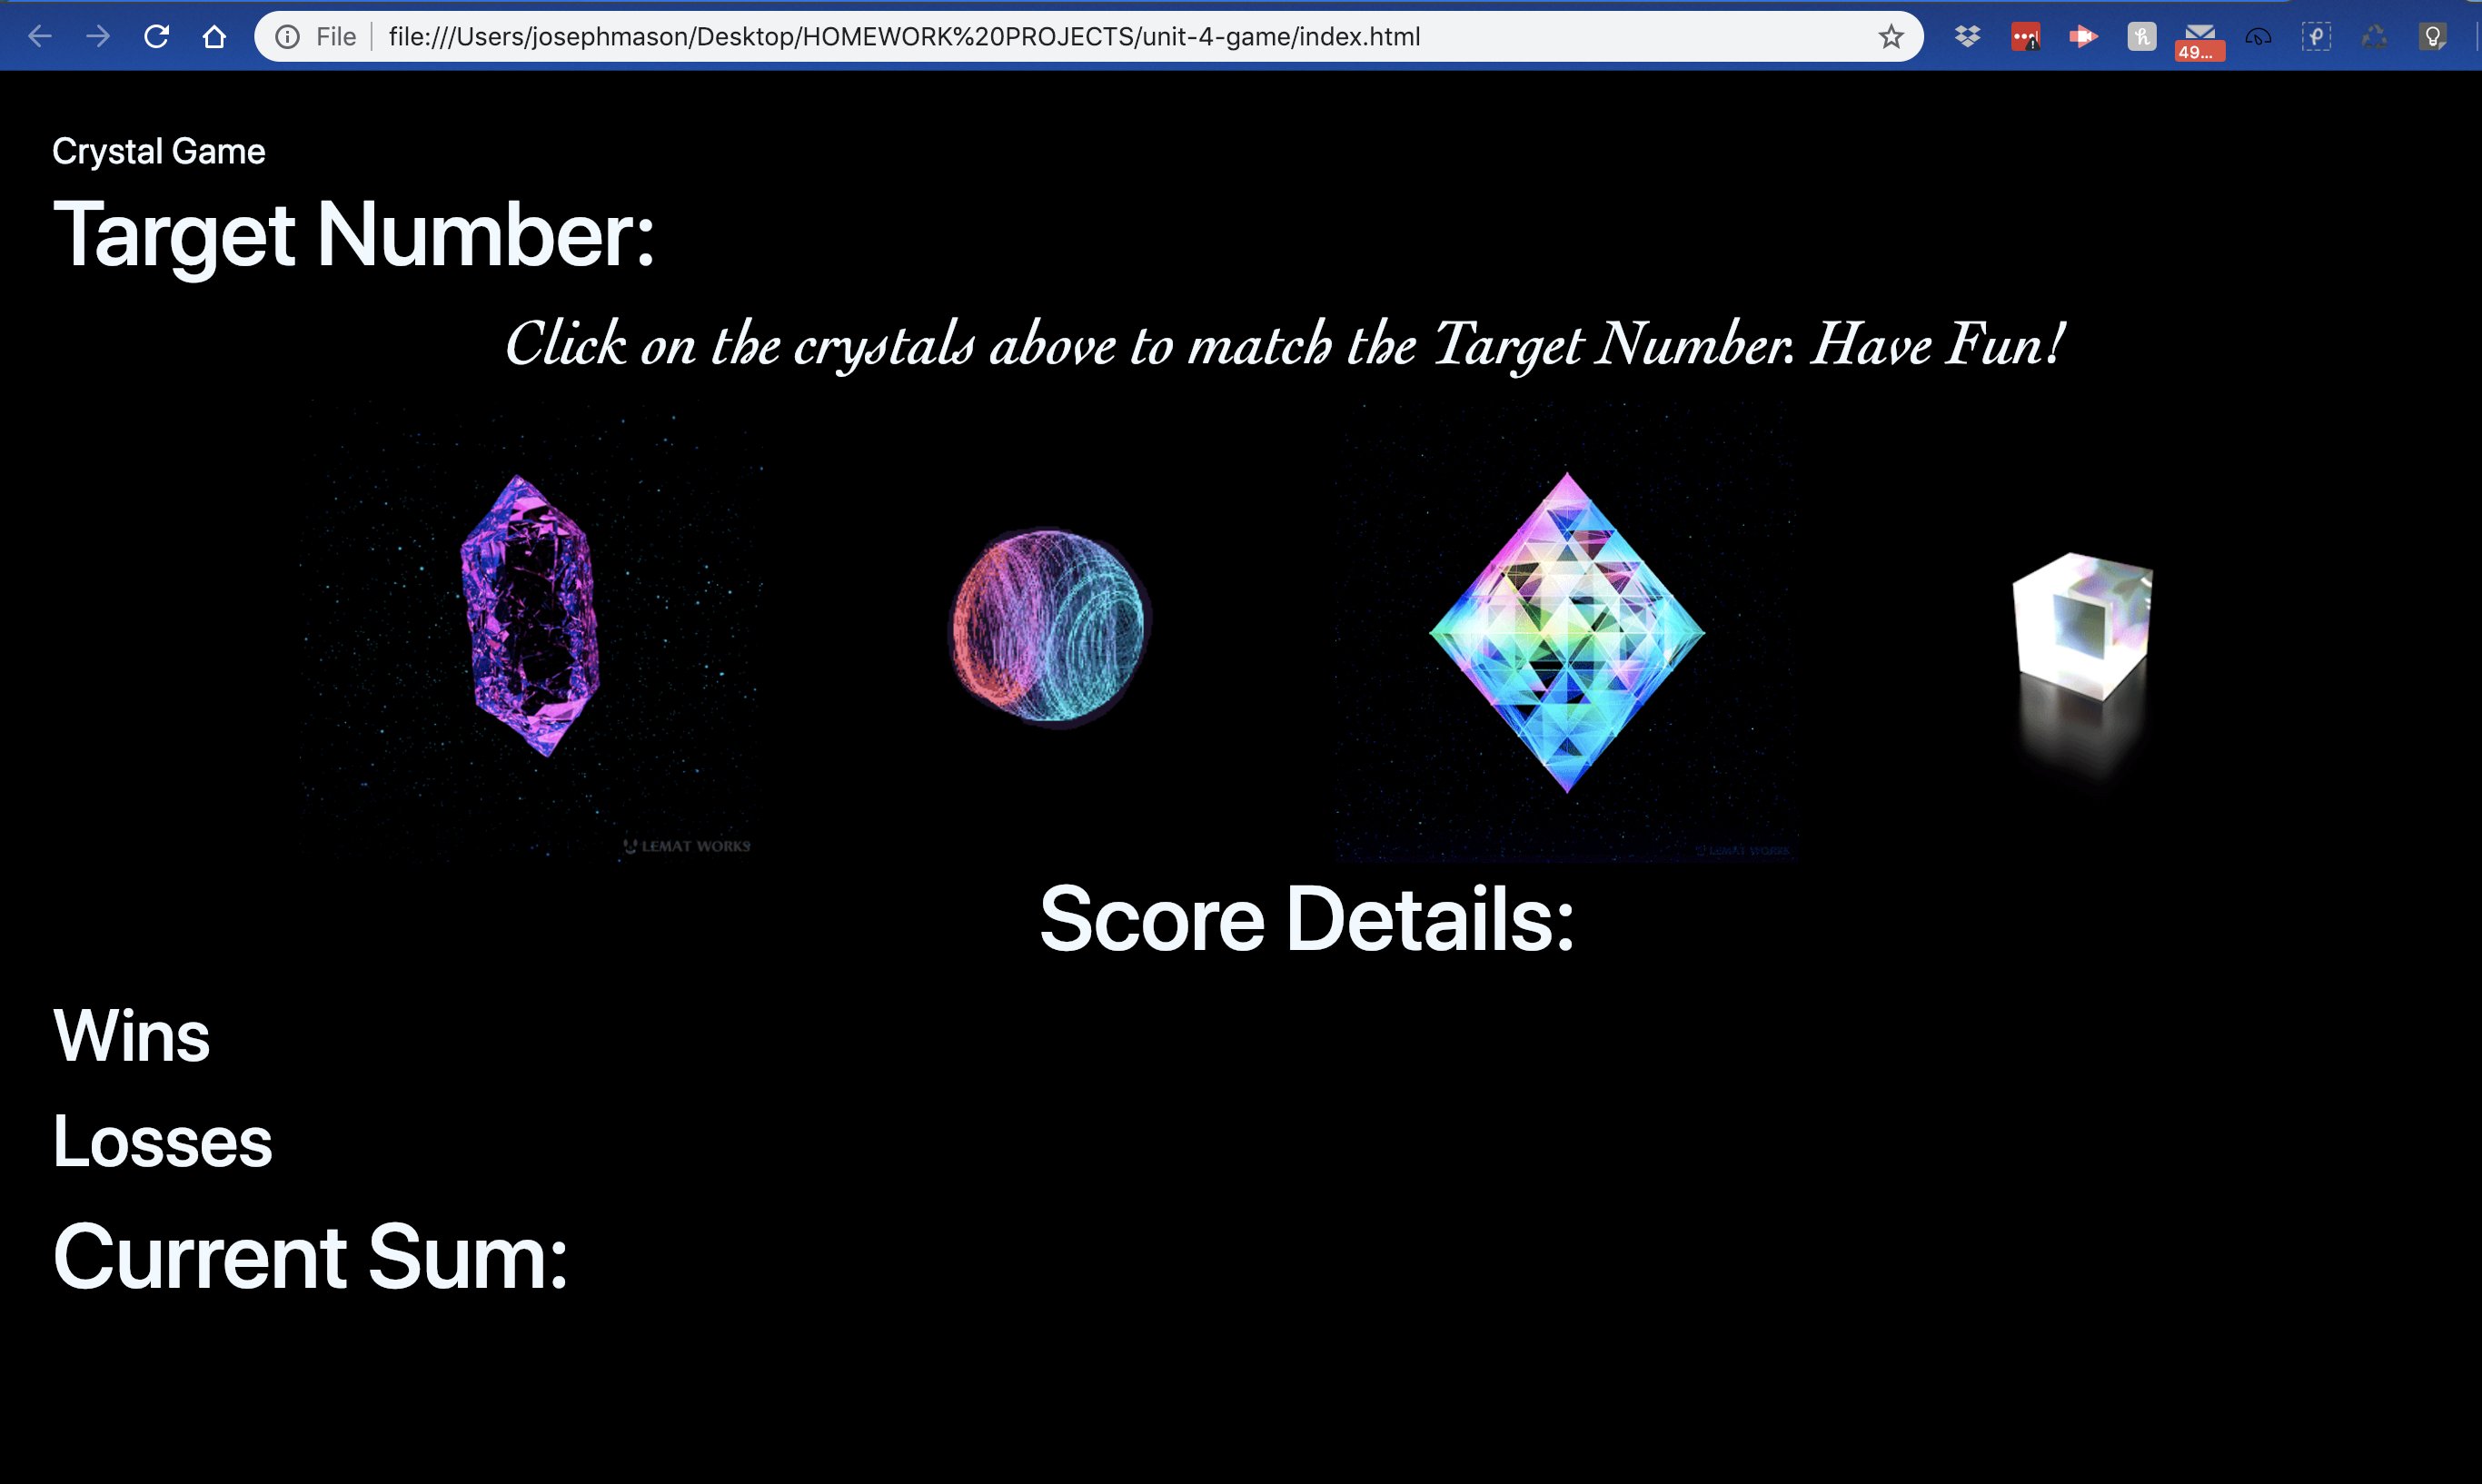 File file:///Users/josephmason/Desktop/HOMEWORK%20PROJECTS/unit-4-game/index.html
49...
Crystal Game
Target Number:
Click on the crystals above to match the Target Number. Have Fun!
LEMAT WORKS
LEMAT WORKS
Score Details:
Wins
Losses
Current Sum: